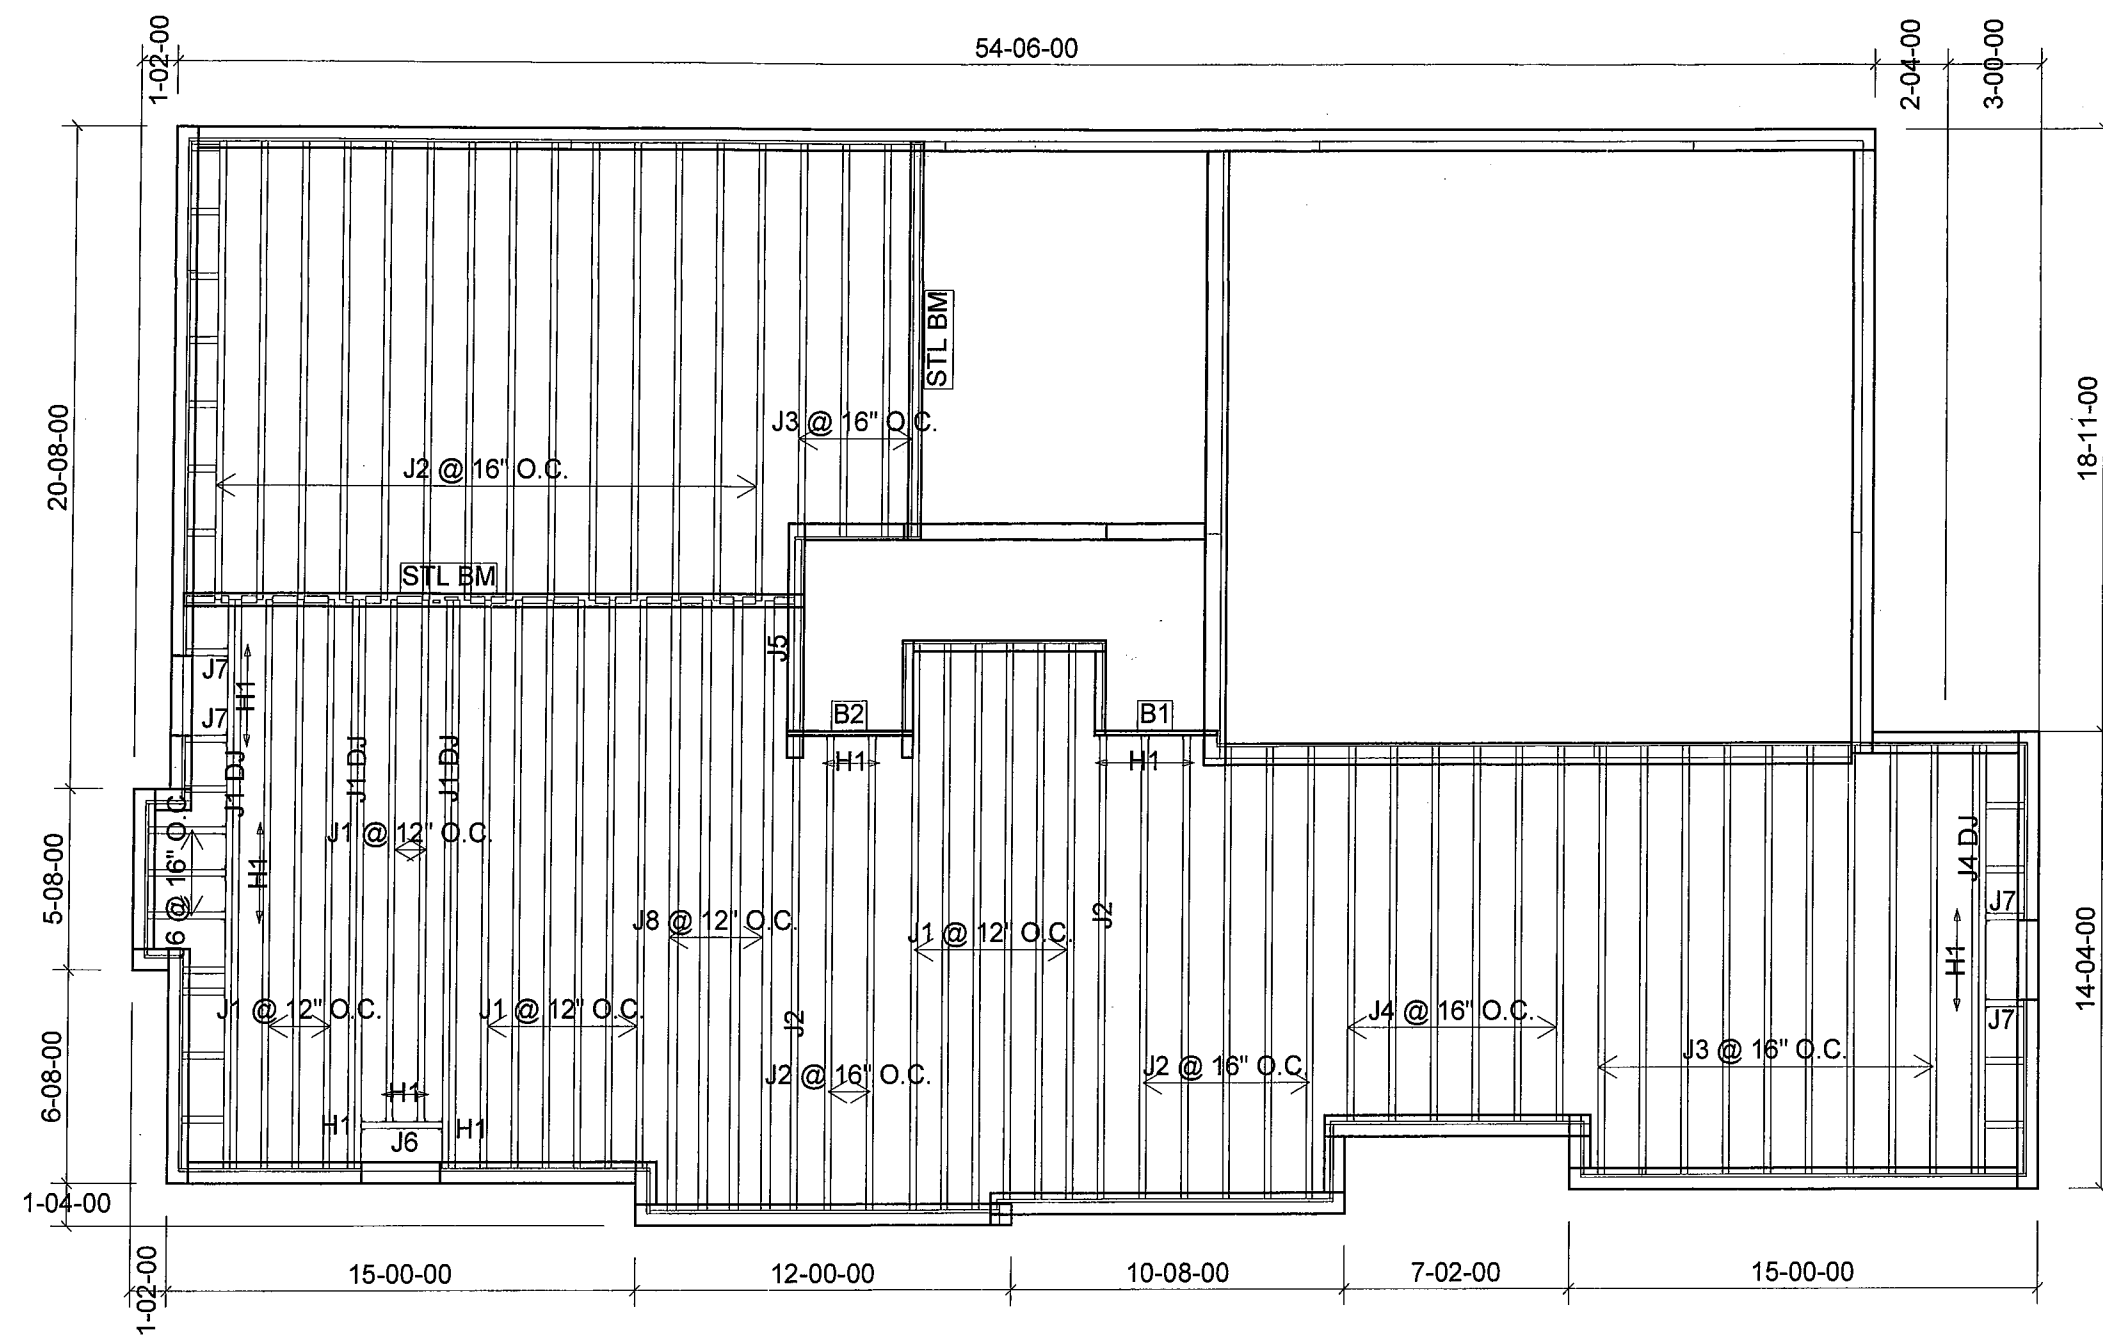 1-02-00
54-06-00
2-04-00
3-00-00
20-08-00
18-11-00
STL BM
J3 @ 16" O.C.
J2 @ 16" O.C.
STL BM
J5
J7
H1
J7
B2
B1
H1
H1
J1 DJ
J1 DJ
J1 DJ
J1 @ 12" O.C.
5-08-00
6 @ 16" O.C.
H1
J4 DJ
J8 @ 12" O.C.
J1 @ 12' O.C.
J2
J7
H1
J7
14-04-00
J1 @ 12" O.C.
J1 @ 12" O.C.
J2
J4 @ 16" O.C.
J3 @ 16" O.C.
J2 @ 16" O.C.
J2 @ 16" O.C.
6-08-00
H1
H1
J6
H1
1-04-00
1-02-00
15-00-00
12-00-00
10-08-00
7-02-00
15-00-00